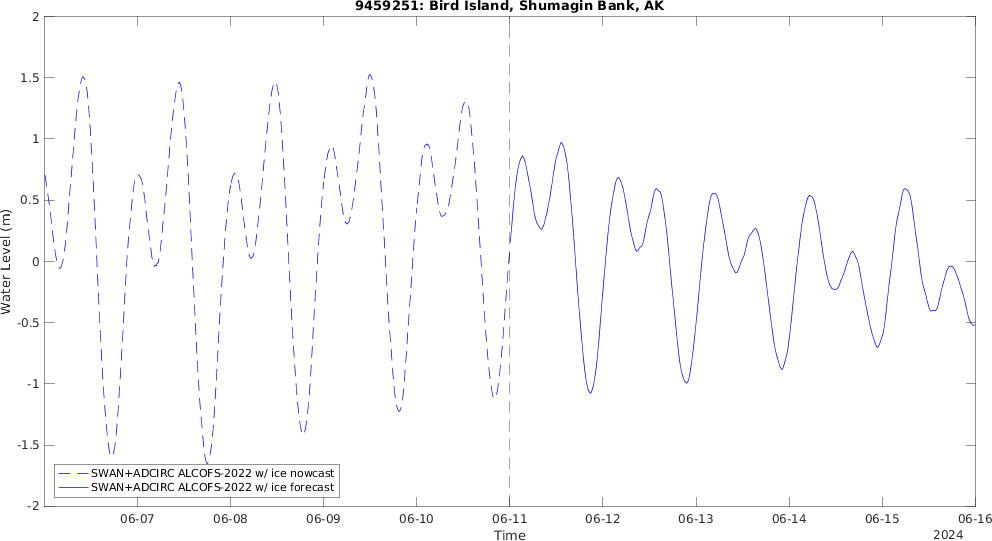 9459251: Bird Island, Shumagin Bank, AK
Water Level (m)
2
1.5
1
0.5
0
-0.5
-1
-1.5
-2
SWAN+ADCIRC ALCOFS-2022 w/ ice nowcast
SWAN+ADCIRC ALCOFS-2022 w/ ice forecast
06-07 06-08 06-09 06-10 06-11 06-12 06-13 06-14 06-15 06-16
Time
2024